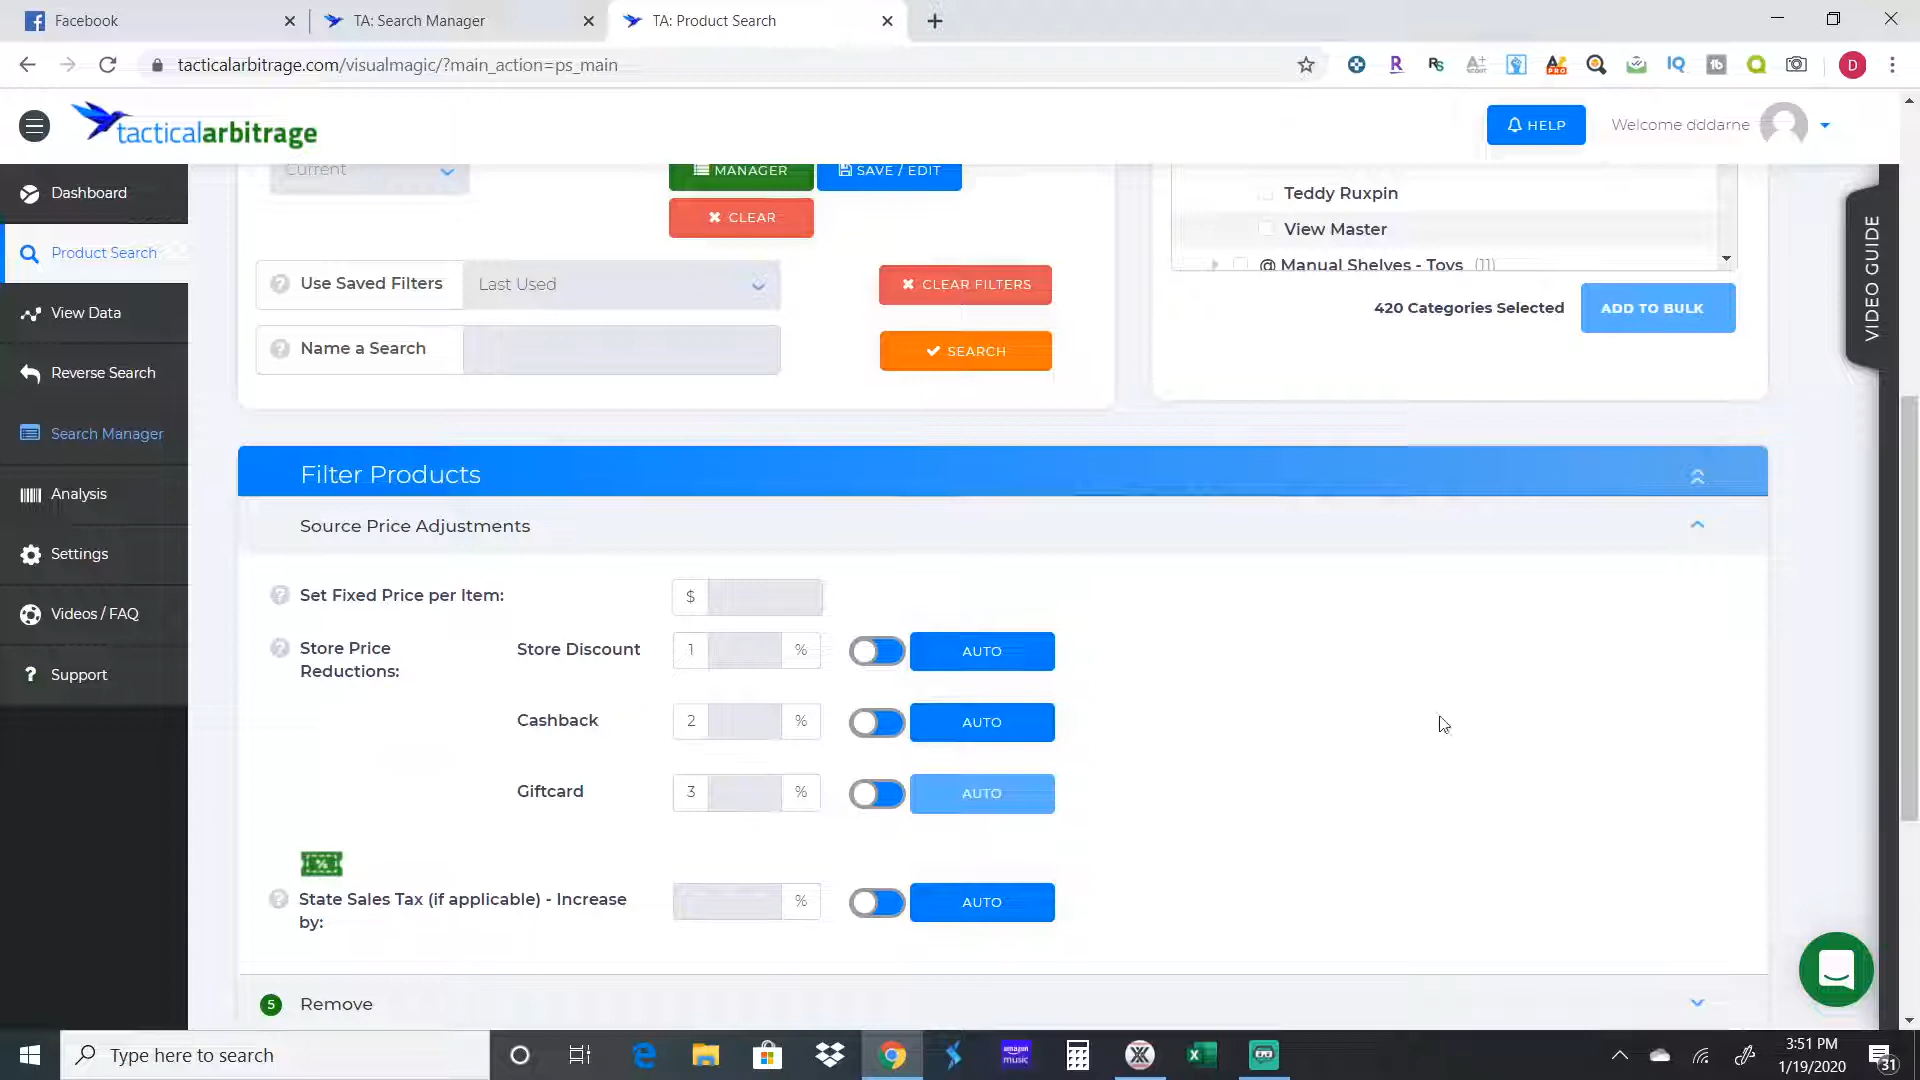 Facebook
TA: Search Manager
TA: Product Search
tacticalarbitrage.com/visualmagic/?main_action=ps_main
tacticalarbitrage
HELP
Welcome dddarne
Dashboard
Product Search
View Data
Reverse Search
Search Manager
Analysis
Settings
Videos / FAQ
Support
Current
MANAGER
SAVE / EDIT
CLEAR
Use Saved Filters
Last Used
CLEAR FILTERS
Name a Search
SEARCH
Teddy Ruxpin
View Master
@ Manual Shelves - Toys (11)
420 Categories Selected
ADD TO BULK
VIDEO GUIDE
Filter Products
Source Price Adjustments
Set Fixed Price per Item:
$
Store Price
Reductions:
Store Discount
1
%
AUTO
Cashback
2
%
AUTO
Giftcard
3
%
AUTO
State Sales Tax (if applicable) - Increase
by:
%
AUTO
5
Remove
Type here to search
3:51 PM
1/19/2020
31